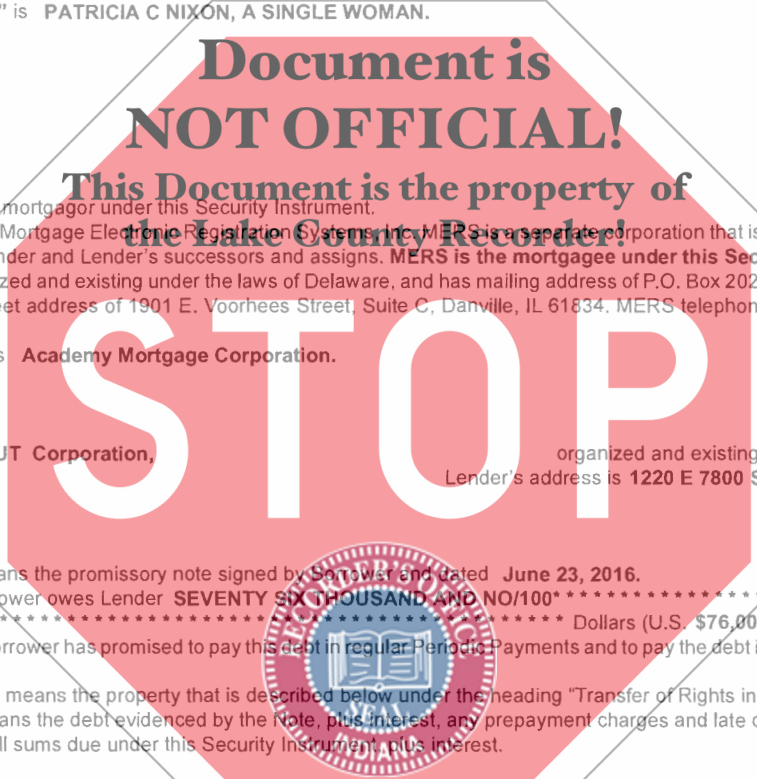 " is PATRICIA C NIXON, A SINGLE WOMAN.
Document is
NOT OFFICIAL!
This Document is the property of
mortgagor under this Security Instrument.
the Lake County Recorder!
Mortgage Electronic Registration Systems, Inc. MERS is a separate corporation that is
nder and Lender's successors and assigns. MERS is the mortgagee under this Sec
zed and existing under the laws of Delaware, and has mailing address of P.O. Box 202
eet address of 1901 E. Voorhees Street, Suite C, Danville, IL 61834. MERS telephon
s Academy Mortgage Corporation.
STOP
UT Corporation, organized and existing
Lender's address is 1220 E 7800 S
ans the promissory note signed by Borrower and dated June 23, 2016.
ower owes Lender SEVENTY SIX THOUSAND AND NO/100* * * * * * * * * * * * * * *
* * * * * * * * * * * * * * * * * * * * * * * * * * * * * * * * * * * * * * * * * * Dollars (U.S. $76,00
orrower has promised to pay this debt in regular Periodic Payments and to pay the debt i
means the property that is described below under the heading "Transfer of Rights in
ans the debt evidenced by the Note, plus interest, any prepayment charges and late c
ll sums due under this Security Instrument, plus interest.
RECORDER'S OFFICE
SEAL
INDIANA